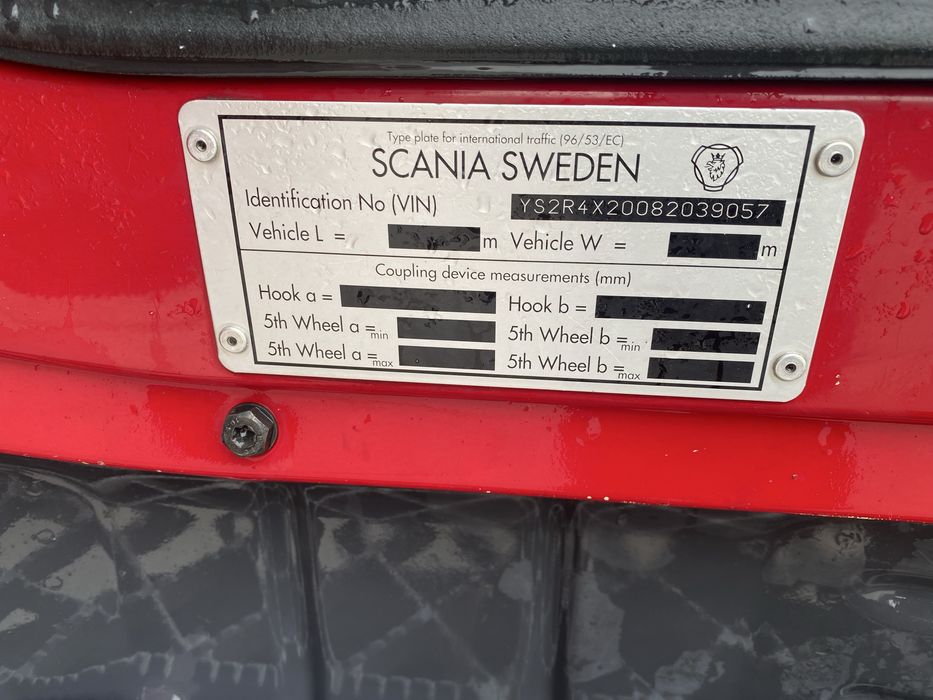 Type plate for international traffic (96/53/EC)
SCANIA SWEDEN
Identification No (VIN) YS2R4X20082039057
Vehicle L = m Vehicle W = m
Coupling device measurements (mm)
Hook a = Hook b =
5th Wheel a =min 5th Wheel b =min
5th Wheel a =max 5th Wheel b =max